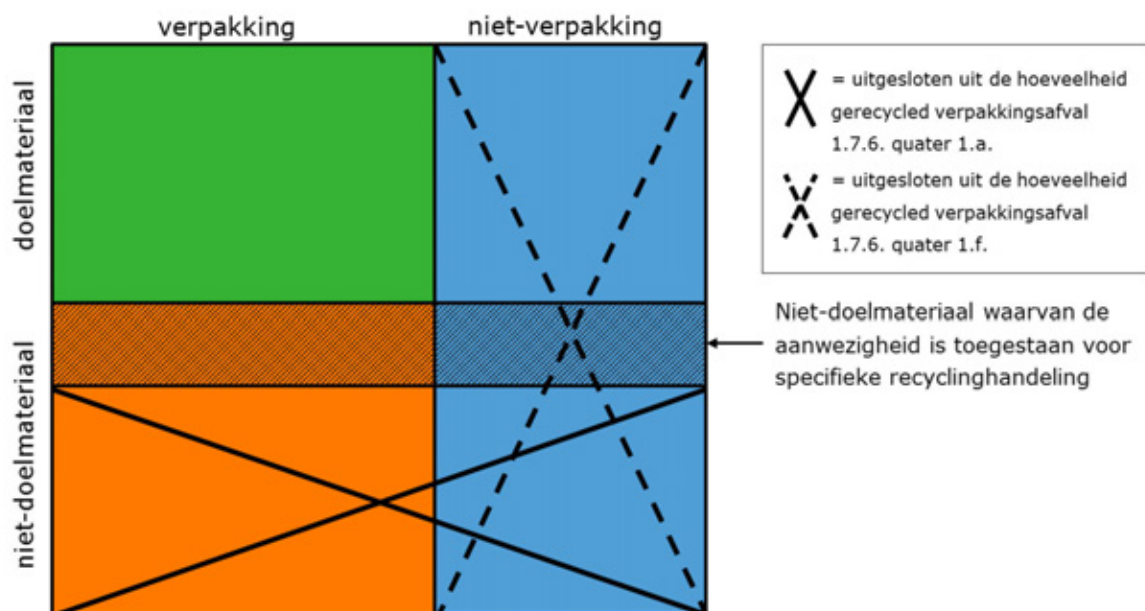 verpakking
niet-verpakking
doelmateriaal
niet-doelmateriaal
= uitgesloten uit de hoeveelheid
gerecycled verpakkingsafval
1.7.6. quater 1.a.
= uitgesloten uit de hoeveelheid
gerecycled verpakkingsafval
1.7.6. quater 1.f.
Niet-doelmateriaal waarvan de
aanwezigheid is toegestaan voor
specifieke recyclinghandeling